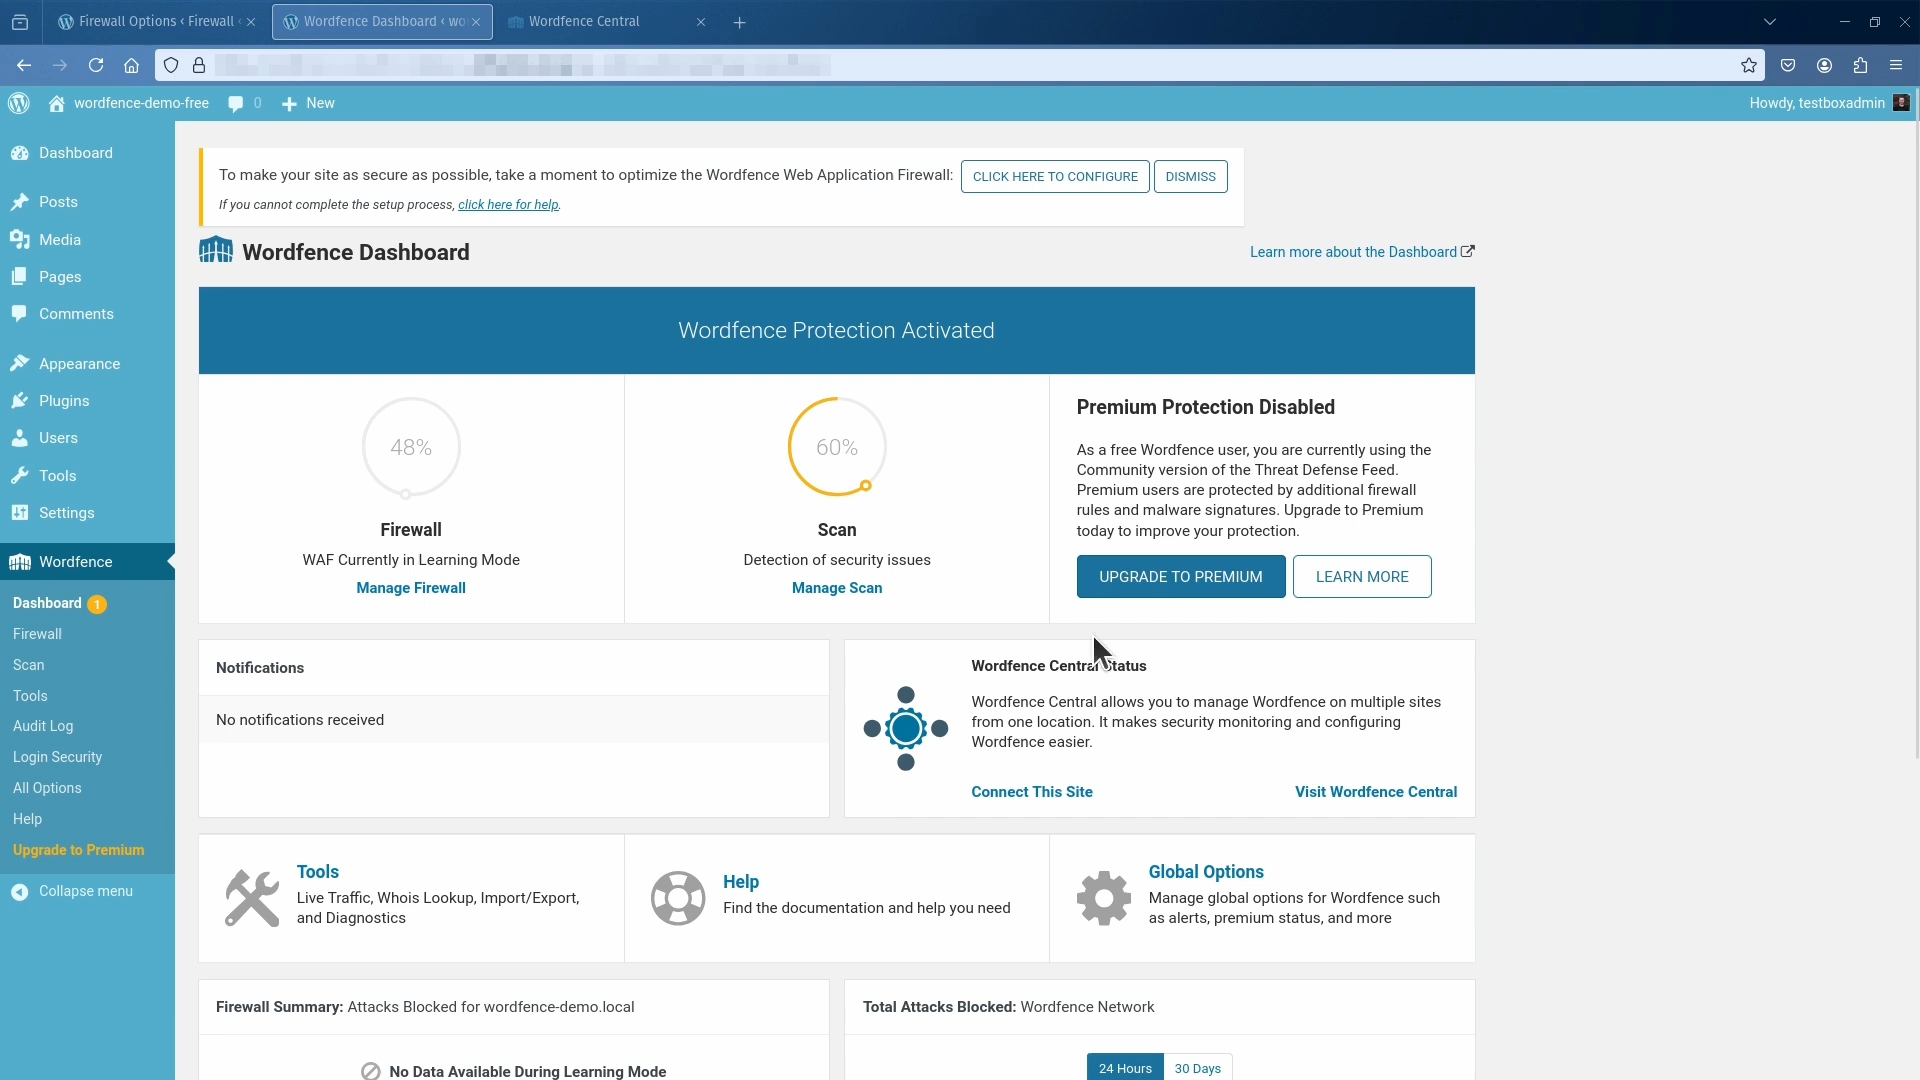 Firewall Options ‹ Firewall ‹
Wordfence Dashboard ‹ wo
Wordfence Central
wordfence-demo-free
0
New
Howdy, testboxadmin
Dashboard
Posts
Media
Pages
Comments
Appearance
Plugins
Users
Tools
Settings
Wordfence
Dashboard 1
Firewall
Scan
Tools
Audit Log
Login Security
All Options
Help
Upgrade to Premium
Collapse menu
To make your site as secure as possible, take a moment to optimize the Wordfence Web Application Firewall: CLICK HERE TO CONFIGURE DISMISS
If you cannot complete the setup process, click here for help.
Wordfence Dashboard
Learn more about the Dashboard
Wordfence Protection Activated
48%
Firewall
WAF Currently in Learning Mode
Manage Firewall
60%
Scan
Detection of security issues
Manage Scan
Premium Protection Disabled
As a free Wordfence user, you are currently using the
Community version of the Threat Defense Feed.
Premium users are protected by additional firewall
rules and malware signatures. Upgrade to Premium
today to improve your protection.
UPGRADE TO PREMIUM
LEARN MORE
Notifications
No notifications received
Wordfence Central Status
Wordfence Central allows you to manage Wordfence on multiple sites
from one location. It makes security monitoring and configuring
Wordfence easier.
Connect This Site
Visit Wordfence Central
Tools
Live Traffic, Whois Lookup, Import/Export,
and Diagnostics
Help
Find the documentation and help you need
Global Options
Manage global options for Wordfence such
as alerts, premium status, and more
Firewall Summary: Attacks Blocked for wordfence-demo.local
No Data Available During Learning Mode
Total Attacks Blocked: Wordfence Network
24 Hours
30 Days